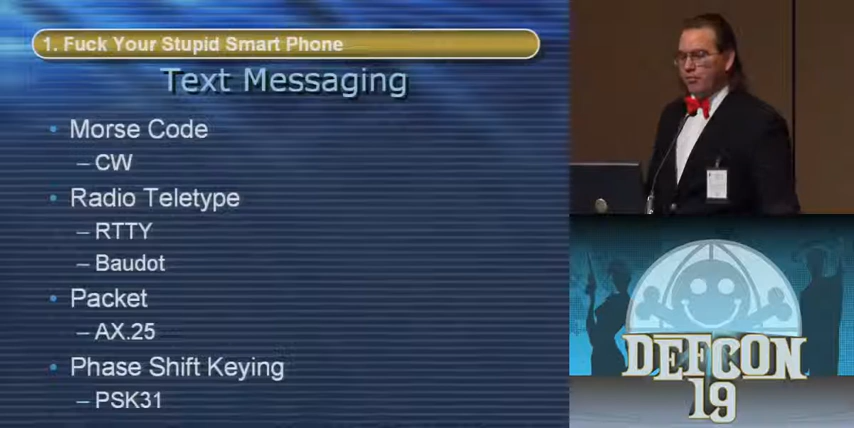 1. Fuck Your Stupid Smart Phone
Text Messaging
• Morse Code
– CW
• Radio Teletype
– RTTY
– Baudot
• Packet
– AX.25
• Phase Shift Keying
– PSK31
DEFCON
19